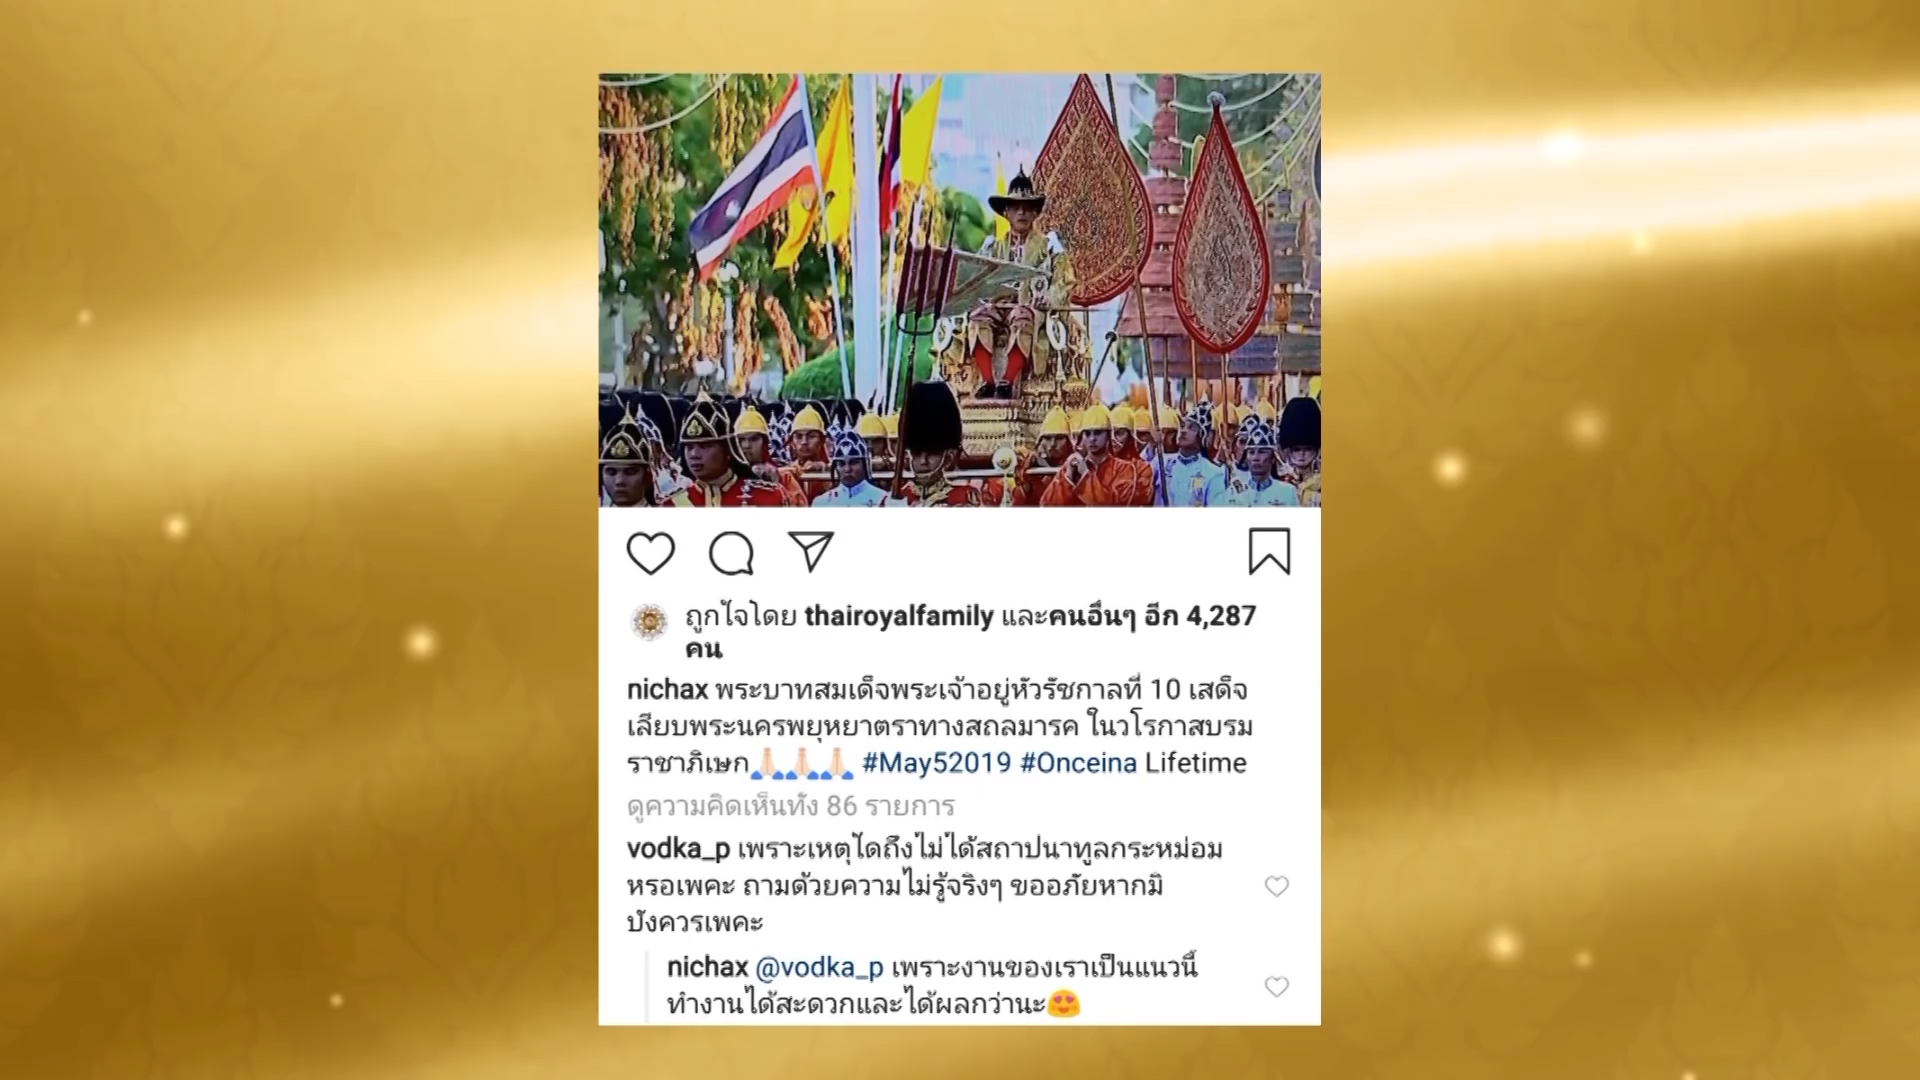 ถูกใจโดย thairoyalfamily และคนอื่นๆ อีก 4,287
คน
nichax พระบาทสมเด็จพระเจ้าอยู่หัวรัชกาลที่ 10 เสด็จ
เลียบพระนครพยุหยาตราทางสถลมารค ในวโรกาสบรม
ราชาภิเษก🙏🏻🙏🏻🙏🏻 #May52019 #Onceina Lifetime
ดูความคิดเห็นทั้ง 86 รายการ
vodka_p เพราะเหตุใดถึงไม่ได้สถาปนาทูลกระหม่อม
หรอเพคะ ถามด้วยความไม่รู้จริงๆ ขออภัยหากมิ
บังควรเพคะ
nichax @vodka_p เพราะงานของเราเป็นแนวนี้
ทำงานได้สะดวกและได้ผลกว่านะ😍